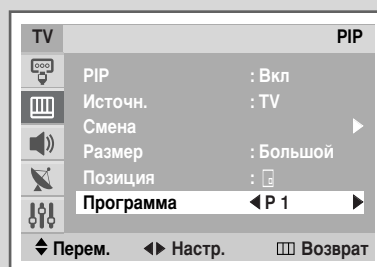 TV PIP
PIP : Вкл
Источн. : TV
Смена
Размер : Большой
Позиция :
Программа P 1
Перем. Настр. Возврат